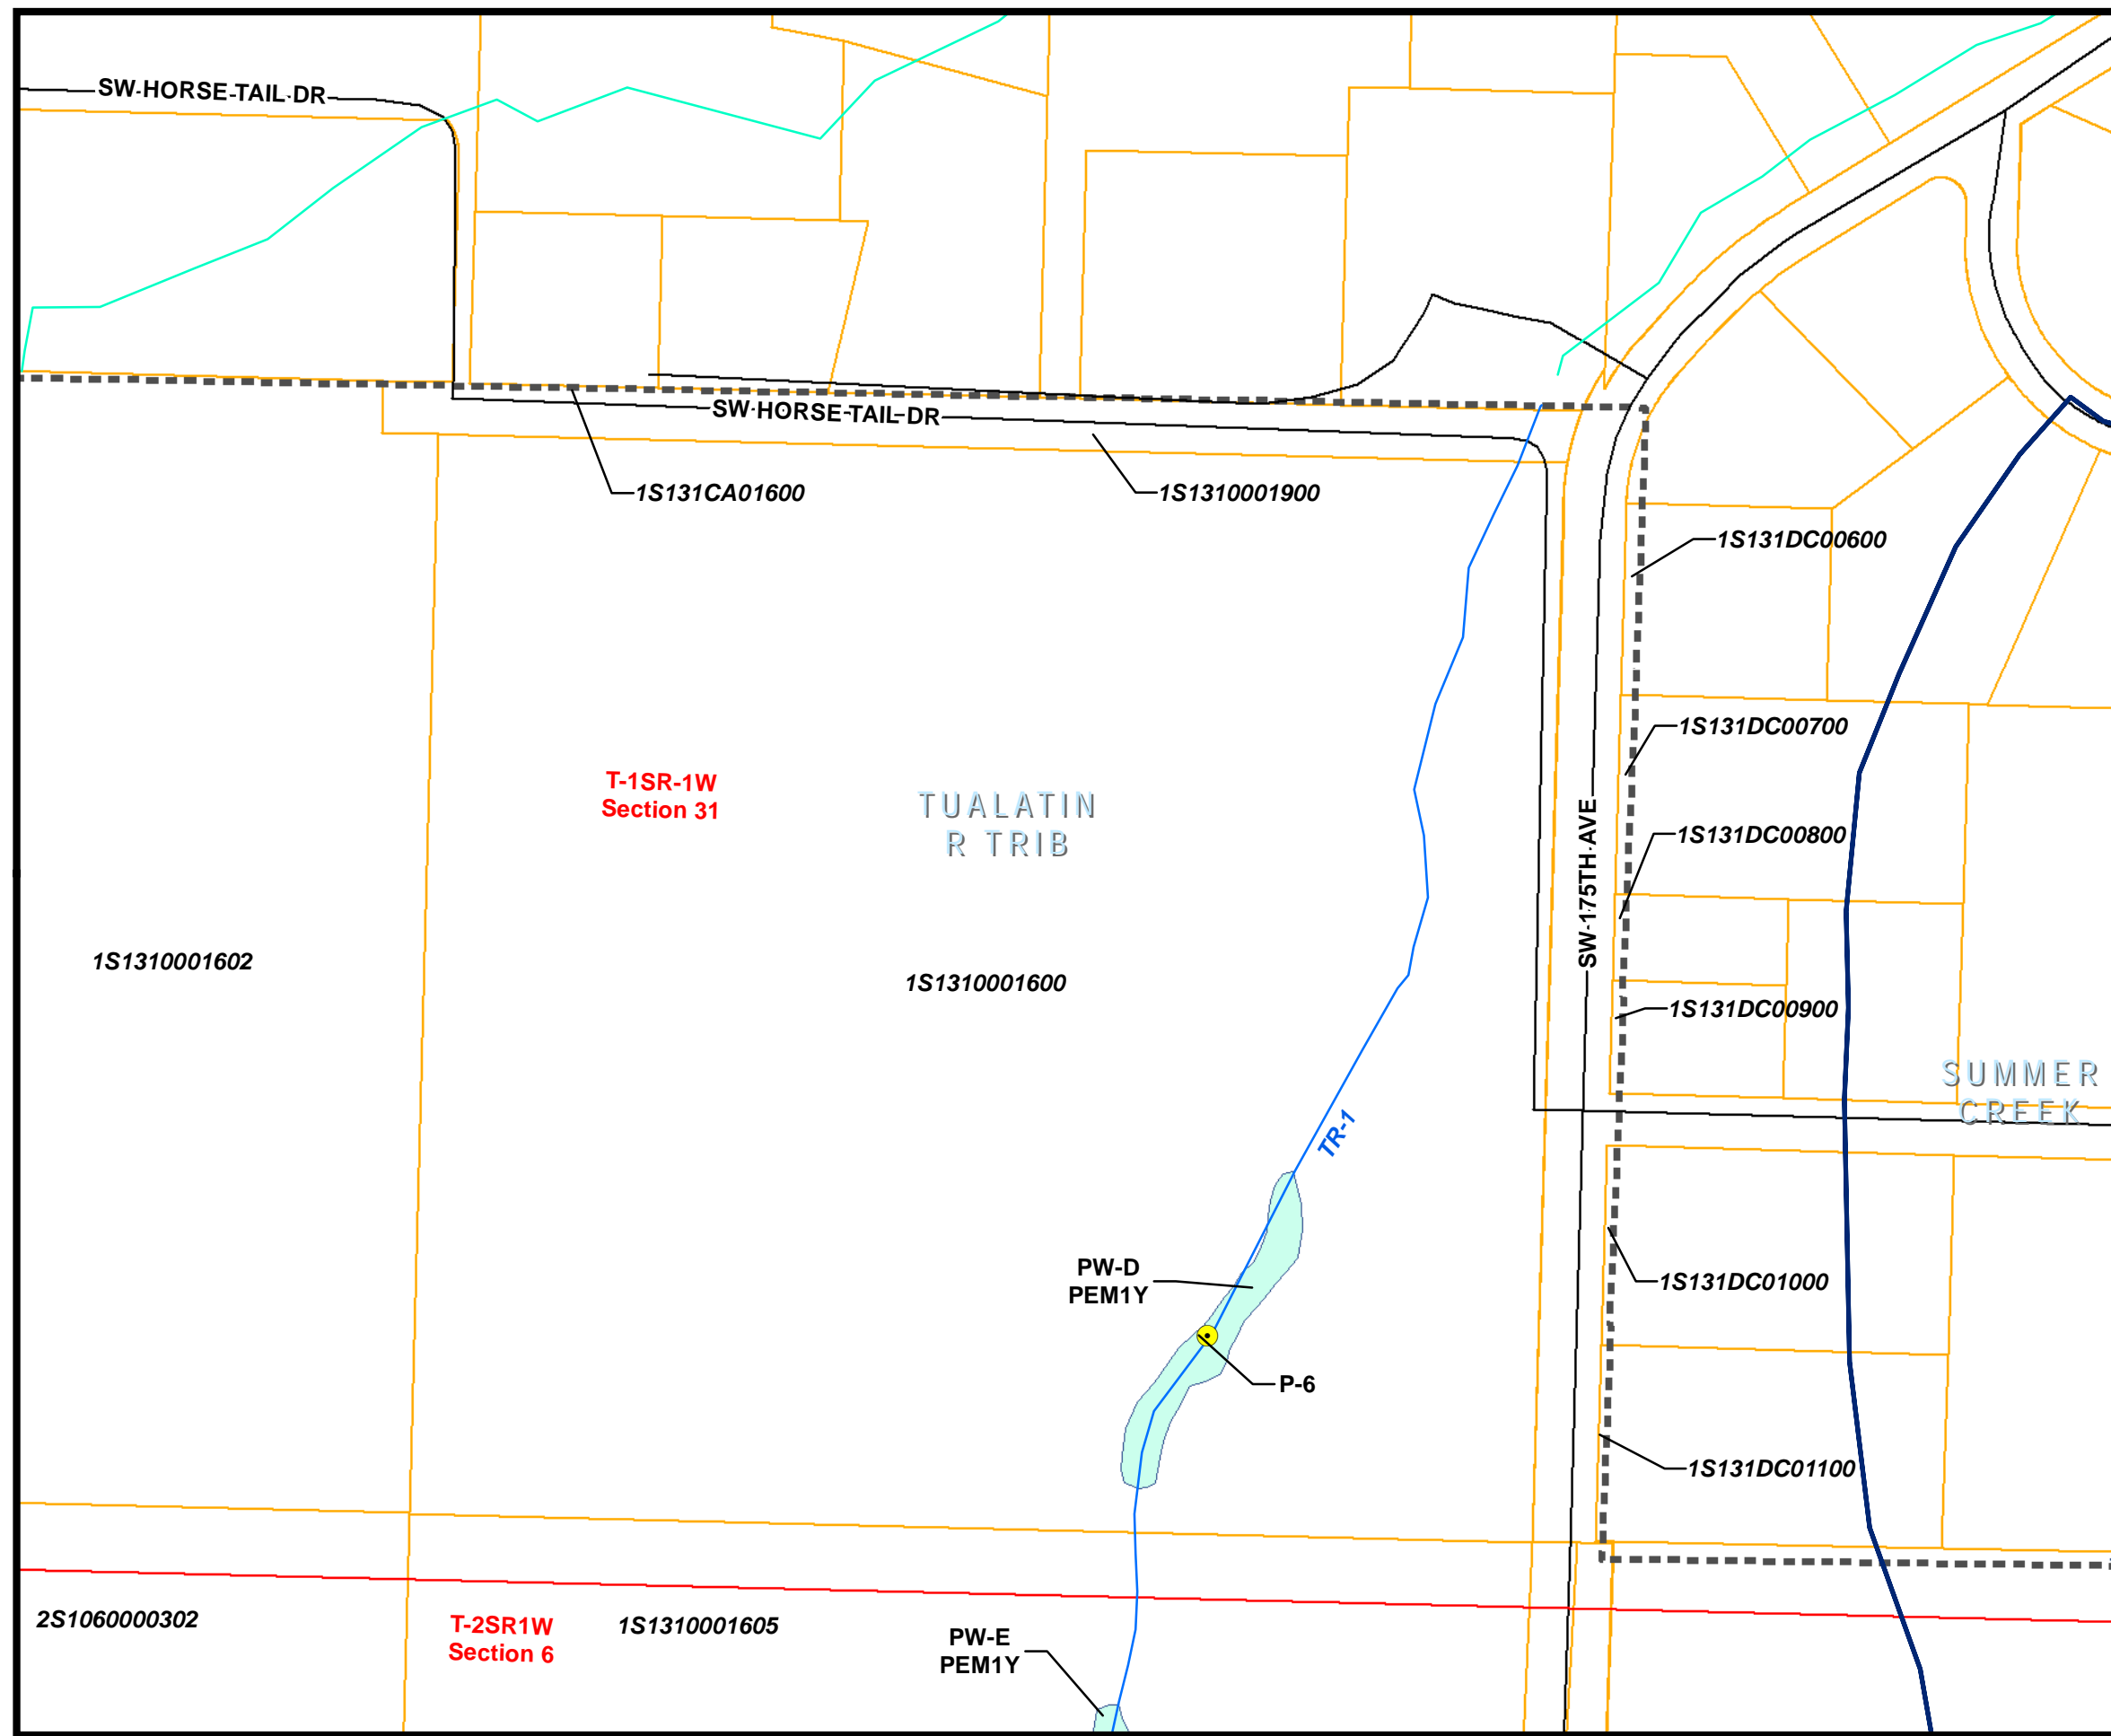 SW HORSE TAIL DR
SW HORSE TAIL DR
1S131CA01600
1S1310001900
1S131DC00600
1S131DC00700
T-1SR-1W
Section 31
TUALATIN
R TRIB
1S131DC00800
SW 175TH AVE
1S1310001602
1S1310001600
1S131DC00900
SUMMER
CREEK
TR-1
PW-D
PEM1Y
1S131DC01000
P-6
1S131DC01100
2S1060000302
T-2SR1W
Section 6
1S1310001605
PW-E
PEM1Y